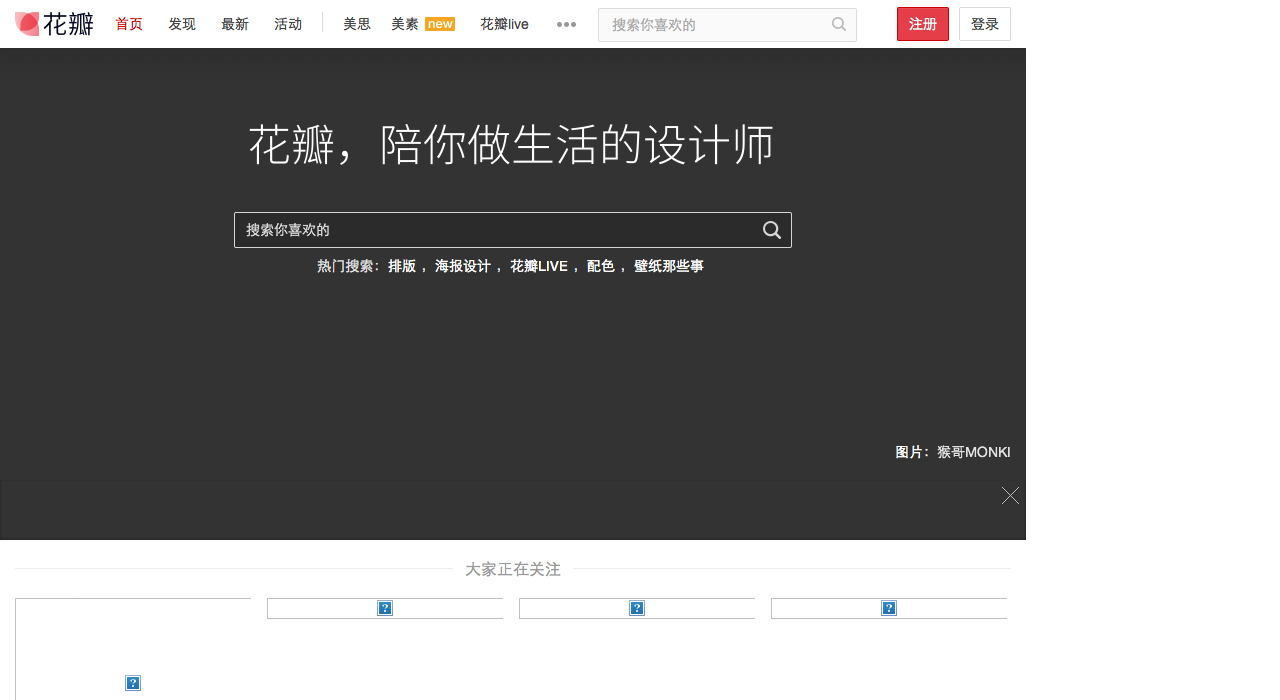 花瓣 首页 发现 最新 活动 美思 美素 new 花瓣live 搜索你喜欢的 注册 登录
花瓣，陪你做生活的设计师
搜索你喜欢的
热门搜索：排版 ，海报设计 ，花瓣LIVE ，配色 ，壁纸那些事
图片：猴哥MONKI
大家正在关注